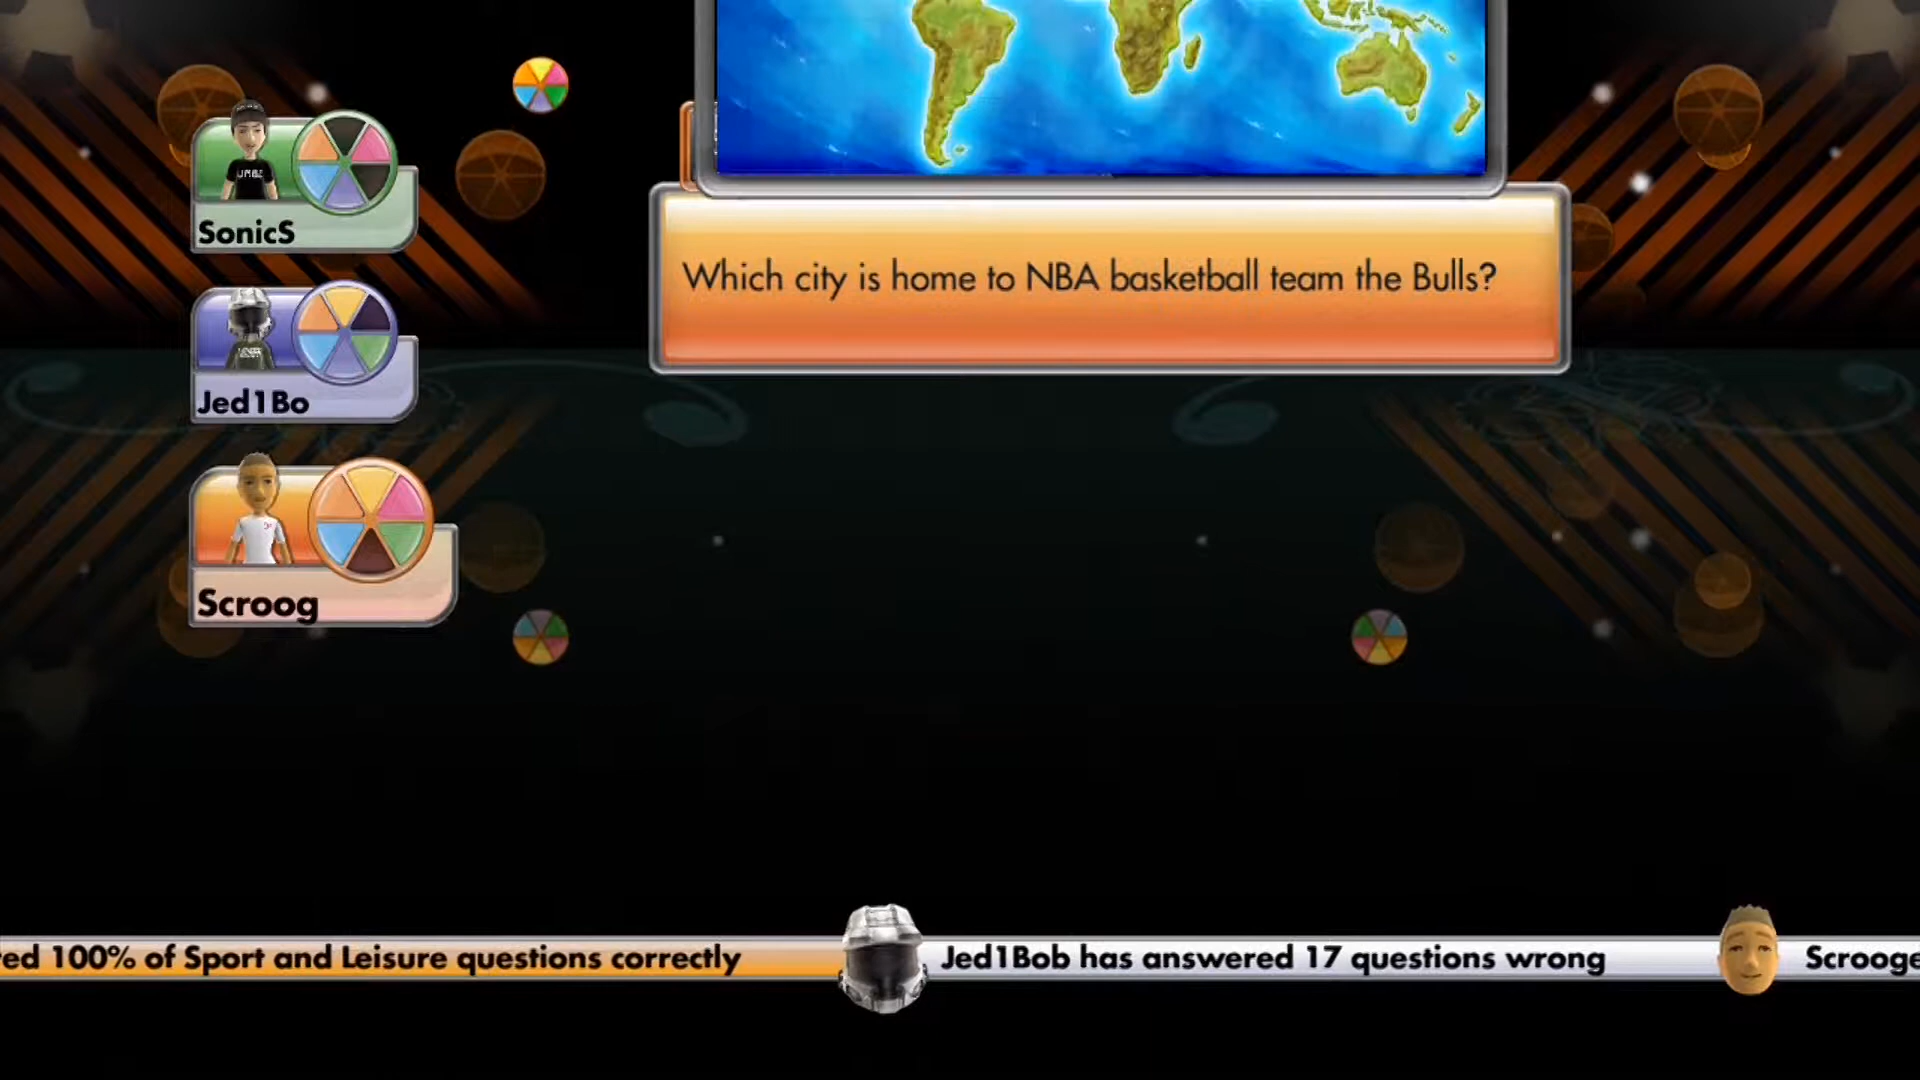 SonicS
Which city is home to NBA basketball team the Bulls?
Jed1Bo
Scroog
ed 100% of Sport and Leisure questions correctly
Jed1Bob has answered 17 questions wrong
Scrooge